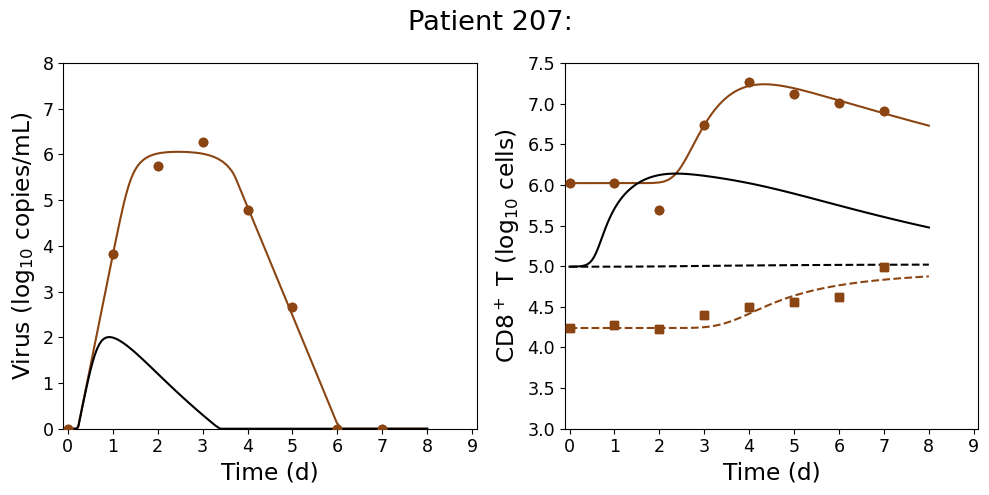 Patient 207:
Virus (log₁₀ copies/mL)
8
7
6
5
4
3
2
1
0
0 1 2 3 4 5 6 7 8 9
Time (d)
CD8⁺ T (log₁₀ cells)
7.5
7.0
6.5
6.0
5.5
5.0
4.5
4.0
3.5
3.0
0 1 2 3 4 5 6 7 8 9
Time (d)